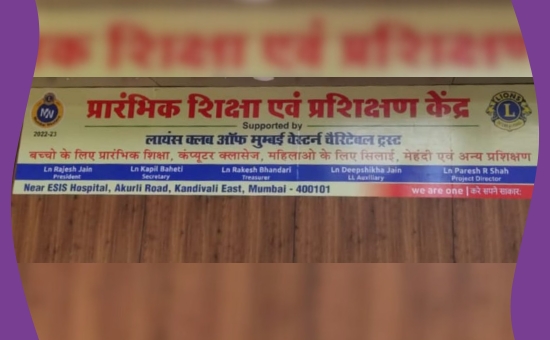 प्रारंभिक शिक्षा एवं प्रशिक्षण केंद्र
Supported by
लायंस क्लब ऑफ मुम्बई वेस्टर्न चैरिटेबल ट्रस्ट
बच्चो के लिए प्रारंभिक शिक्षा, कंप्यूटर क्लासेज, महिलाओ के लिए सिलाई, मेहंदी एवं अन्य प्रशिक्षण
2022-23
LIONS
L
Ln Rajesh Jain
President
Ln Kapil Baheti
Secretary
Ln Rakesh Bhandari
Treasurer
Ln Deepshikha Jain
LL Auxiliary
Ln Paresh R Shah
Project Director
Near ESIS Hospital, Akurli Road, Kandivali East, Mumbai - 400101
we are one | करे सपने साकार: